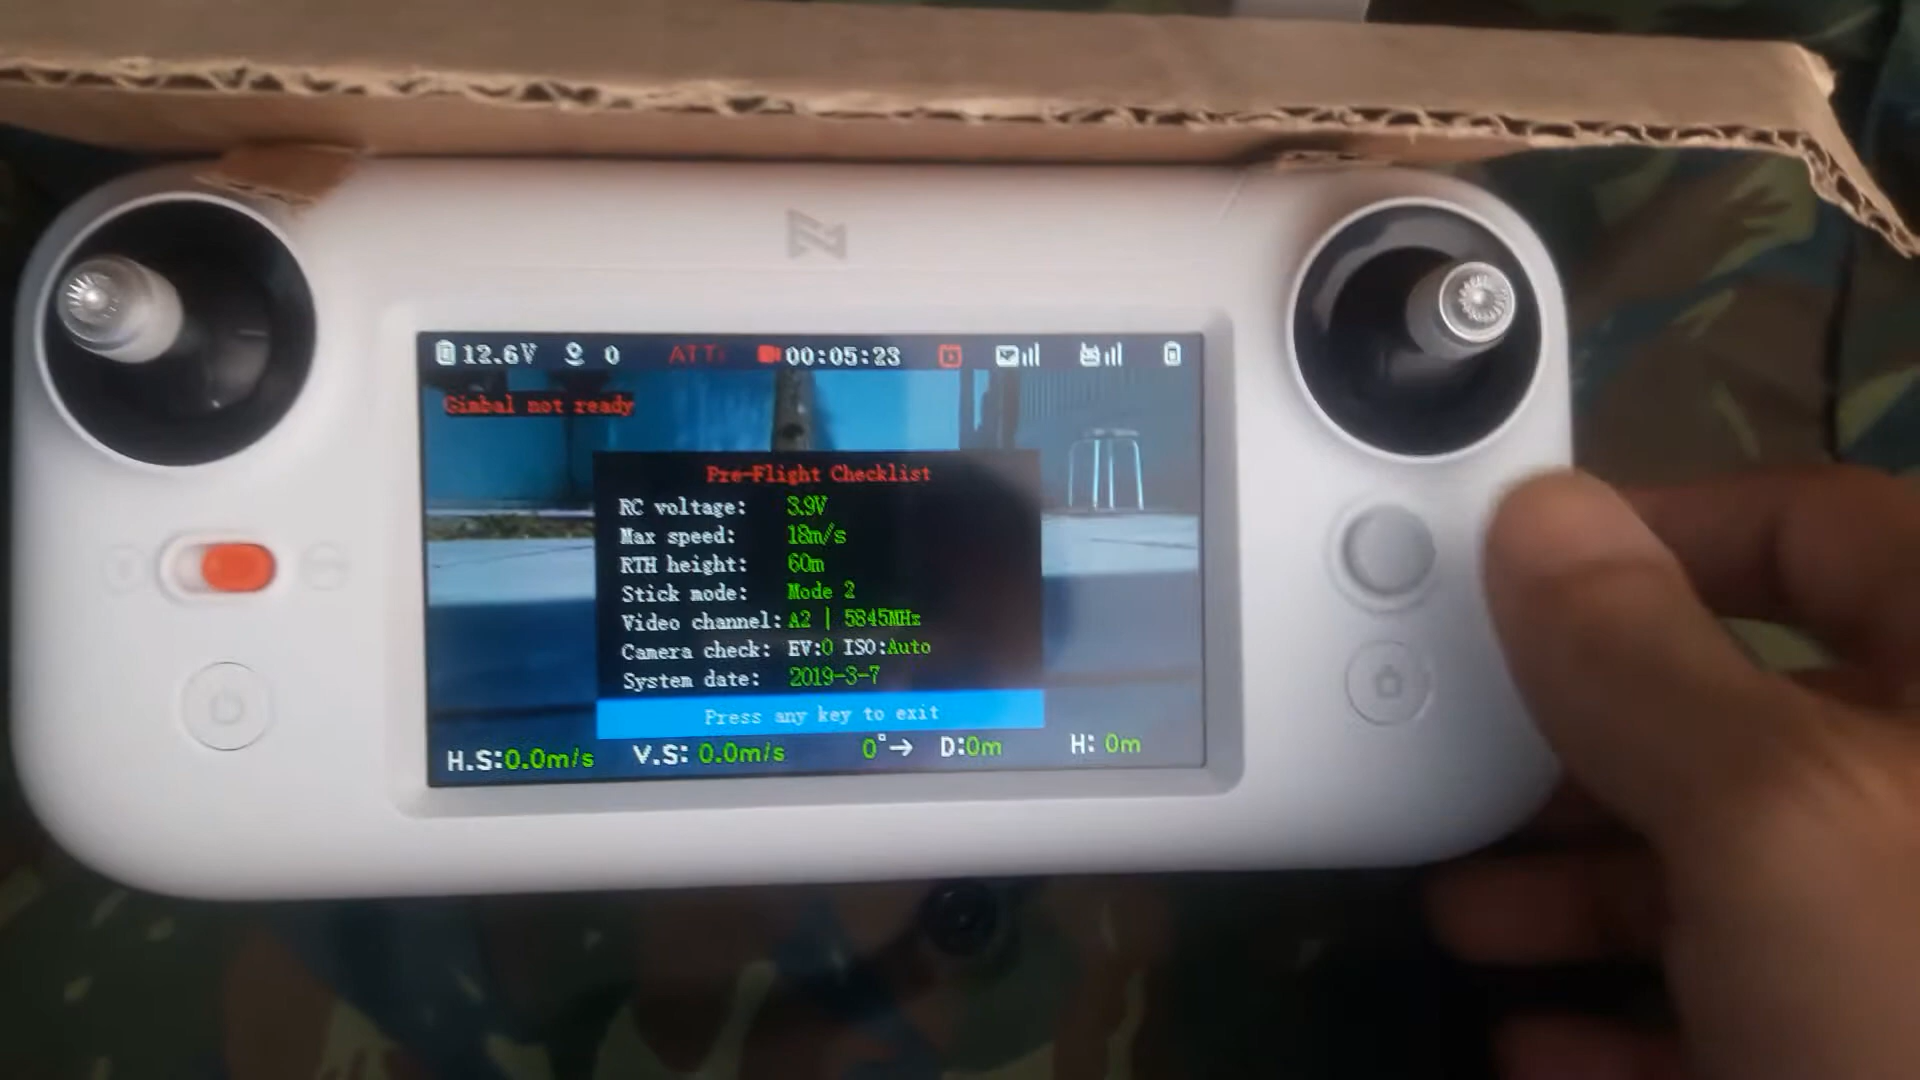 12.6V 0 ATTI 00:05:23
Gimbal not ready
Pre-Flight Checklist
RC voltage: 3.9V
Max speed: 18m/s
RTH height: 60m
Stick mode: Mode 2
Video channel: A2 | 5845MHz
Camera check: EV:0 ISO:Auto
System date: 2019-3-7
Press any key to exit
H.S:0.0m/s V.S: 0.0m/s 0°→ D:0m H: 0m